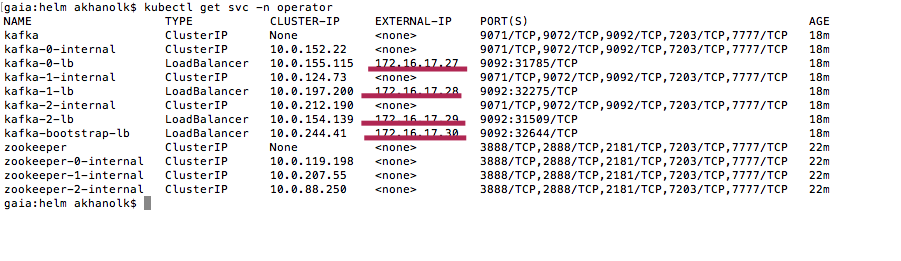 [gaia:helm akhanolk$ kubectl get svc -n operator
NAME TYPE CLUSTER-IP EXTERNAL-IP PORT(S) AGE
kafka ClusterIP None <none> 9071/TCP,9072/TCP,9092/TCP,7203/TCP,7777/TCP 18m
kafka-0-internal ClusterIP 10.0.152.22 <none> 9071/TCP,9072/TCP,9092/TCP,7203/TCP,7777/TCP 18m
kafka-0-lb LoadBalancer 10.0.155.115 172.16.17.27 9092:31785/TCP 18m
kafka-1-internal ClusterIP 10.0.124.73 <none> 9071/TCP,9072/TCP,9092/TCP,7203/TCP,7777/TCP 18m
kafka-1-lb LoadBalancer 10.0.197.200 172.16.17.28 9092:32275/TCP 18m
kafka-2-internal ClusterIP 10.0.212.190 <none> 9071/TCP,9072/TCP,9092/TCP,7203/TCP,7777/TCP 18m
kafka-2-lb LoadBalancer 10.0.154.139 172.16.17.29 9092:31509/TCP 18m
kafka-bootstrap-lb LoadBalancer 10.0.244.41 172.16.17.30 9092:32644/TCP 18m
zookeeper ClusterIP None <none> 3888/TCP,2888/TCP,2181/TCP,7203/TCP,7777/TCP 22m
zookeeper-0-internal ClusterIP 10.0.119.198 <none> 3888/TCP,2888/TCP,2181/TCP,7203/TCP,7777/TCP 22m
zookeeper-1-internal ClusterIP 10.0.207.55 <none> 3888/TCP,2888/TCP,2181/TCP,7203/TCP,7777/TCP 22m
zookeeper-2-internal ClusterIP 10.0.88.250 <none> 3888/TCP,2888/TCP,2181/TCP,7203/TCP,7777/TCP 22m
gaia:helm akhanolk$